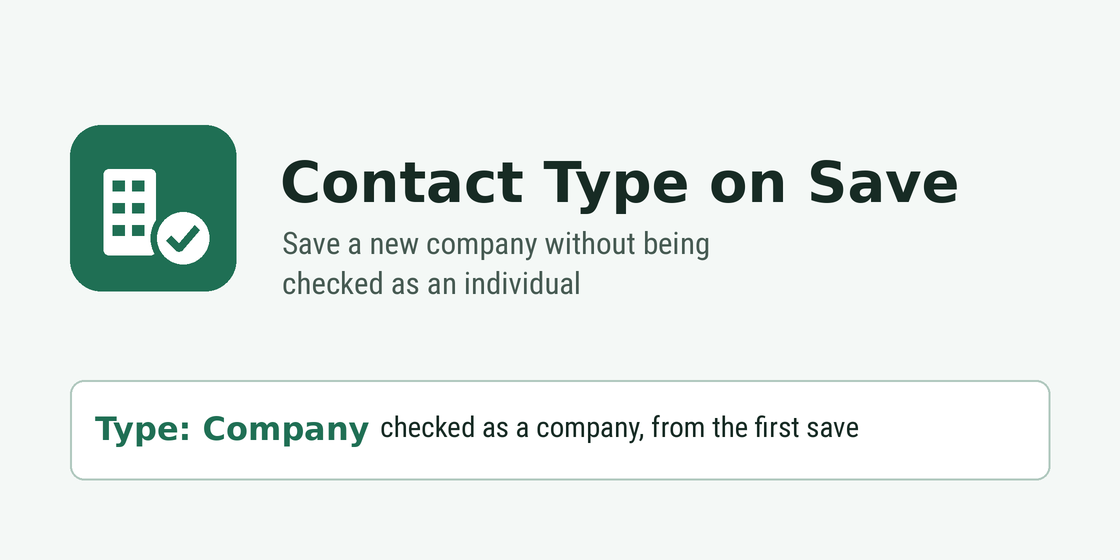 Contact Type on Save
Save a new company without being
checked as an individual
Type: Company checked as a company, from the first save